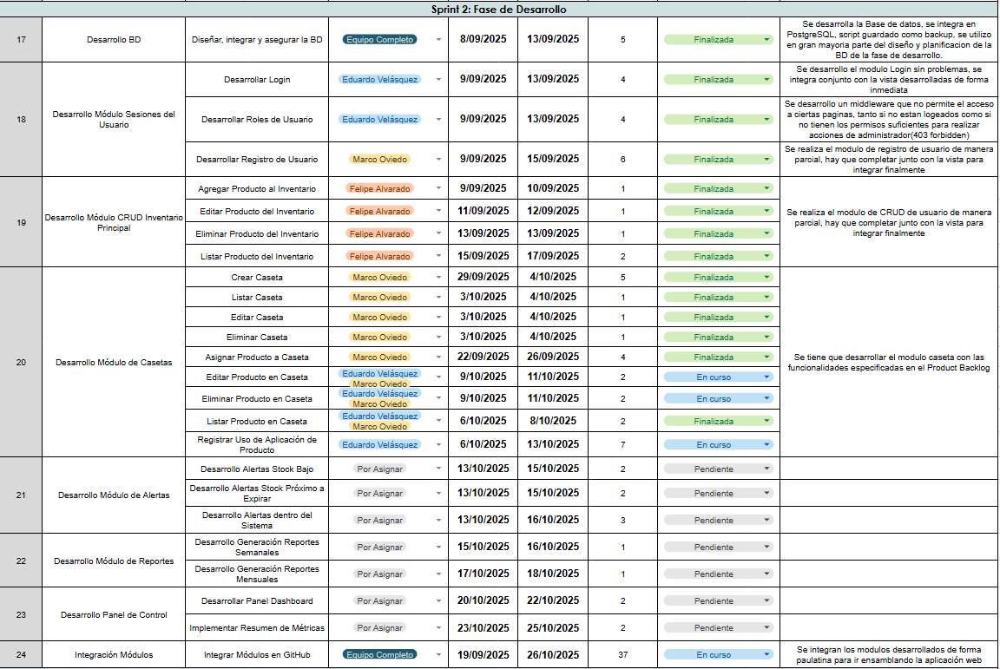 Sprint 2: Fase de Desarrollo
17
Desarrollo BD
Diseñar, integrar y asegurar la BD
Equipo Completo
8/09/2025
13/09/2025
5
Finalizada
Se desarrolla la Base de datos, se integra en
PostgreSQL, script guardado como backup, se utilizo
en gran mayoria parte del diseño y planificacion de la
BD de la fase de desarrollo.
18
Desarrollo Módulo Sesiones del
Usuario
Desarrollar Login
Eduardo Velásquez
9/09/2025
13/09/2025
4
Finalizada
Se desarrollo el modulo Login sin problemas, se
integra conjunto con la vista desarrolladas de forma
inmediata
Desarrollar Roles de Usuario
Eduardo Velásquez
9/09/2025
13/09/2025
4
Finalizada
Se desarrollo un middleware que no permite el acceso
a ciertas paginas, tanto si no estan logeados como si
no tienen los permisos suficientes para realizar
acciones de administrador(403 forbidden)
Desarrollar Registro de Usuario
Marco Oviedo
9/09/2025
15/09/2025
6
Finalizada
Se realiza el modulo de registro de usuario de manera
parcial, hay que completar junto con la vista para
integrar finalmente
19
Desarrollo Módulo CRUD Inventario
Principal
Agregar Producto al Inventario
Felipe Alvarado
9/09/2025
10/09/2025
1
Finalizada
Editar Producto del Inventario
Felipe Alvarado
11/09/2025
12/09/2025
1
Finalizada
Eliminar Producto del Inventario
Felipe Alvarado
13/09/2025
13/09/2025
1
Finalizada
Listar Producto del Inventario
Felipe Alvarado
15/09/2025
17/09/2025
2
Finalizada
Se realiza el modulo de CRUD de usuario de manera
parcial, hay que completar junto con la vista para
integrar finalmente
20
Desarrollo Módulo de Casetas
Crear Caseta
Marco Oviedo
29/09/2025
4/10/2025
5
Finalizada
Listar Caseta
Marco Oviedo
3/10/2025
4/10/2025
1
Finalizada
Editar Caseta
Marco Oviedo
3/10/2025
4/10/2025
1
Finalizada
Eliminar Caseta
Marco Oviedo
3/10/2025
4/10/2025
1
Finalizada
Asignar Producto a Caseta
Marco Oviedo
22/09/2025
26/09/2025
4
Finalizada
Editar Producto en Caseta
Eduardo Velásquez
Marco Oviedo
9/10/2025
11/10/2025
2
En curso
Eliminar Producto en Caseta
Eduardo Velásquez
Marco Oviedo
9/10/2025
11/10/2025
2
En curso
Listar Producto en Caseta
Eduardo Velásquez
Marco Oviedo
6/10/2025
8/10/2025
2
Finalizada
Registrar Uso de Aplicación de
Producto
Eduardo Velásquez
6/10/2025
13/10/2025
7
En curso
Se tiene que desarrollar el modulo caseta con las
funcionalidades especificadas en el Product Backlog
21
Desarrollo Módulo de Alertas
Desarrollo Alertas Stock Bajo
Por Asignar
13/10/2025
15/10/2025
2
Pendiente
Desarrollo Alertas Stock Próximo a
Expirar
Por Asignar
13/10/2025
15/10/2025
2
Pendiente
Desarrollo Alertas dentro del
Sistema
Por Asignar
13/10/2025
16/10/2025
3
Pendiente
22
Desarrollo Módulo de Reportes
Desarrollo Generación Reportes
Semanales
Por Asignar
15/10/2025
16/10/2025
1
Pendiente
Desarrollo Generación Reportes
Mensuales
Por Asignar
17/10/2025
18/10/2025
1
Pendiente
23
Desarrollo Panel de Control
Desarrollar Panel Dashboard
Por Asignar
20/10/2025
22/10/2025
2
Pendiente
Implementar Resumen de Métricas
Por Asignar
23/10/2025
25/10/2025
2
Pendiente
24
Integración Módulos
Integrar Módulos en GitHub
Equipo Completo
19/09/2025
26/10/2025
37
En curso
Se integran los modulos desarrollados de forma
paulatina para ir ensamblando la aplicación web